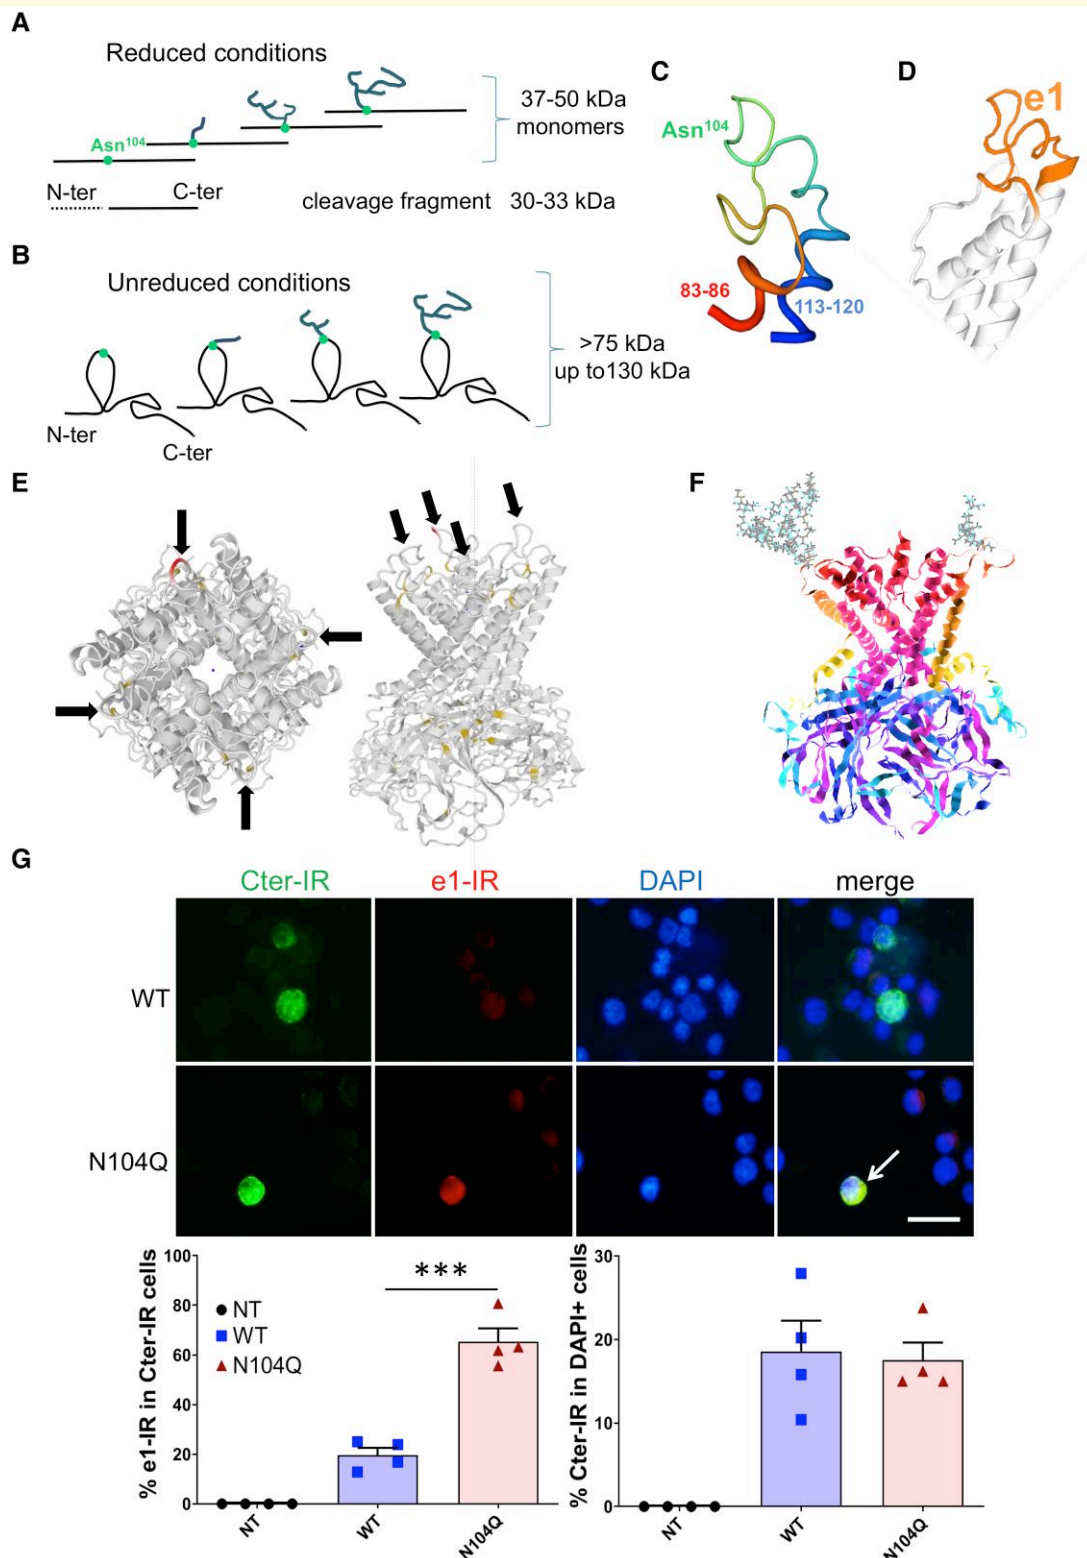 A
Reduced conditions
Asn104
N-ter
C-ter
37-50 kDa
monomers
cleavage fragment 30-33 kDa
B
Unreduced conditions
N-ter
C-ter
>75 kDa
up to130 kDa
C
Asn104
83-86
113-120
D
e1
E
F
G
Cter-IR
e1-IR
DAPI
merge
WT
N104Q
% e1-IR in Cter-IR cells
100
80
60
40
20
0
NT
WT
N104Q
***
NT
WT
N104Q
% Cter-IR in DAPI+ cells
30
20
10
0
NT
WT
N104Q